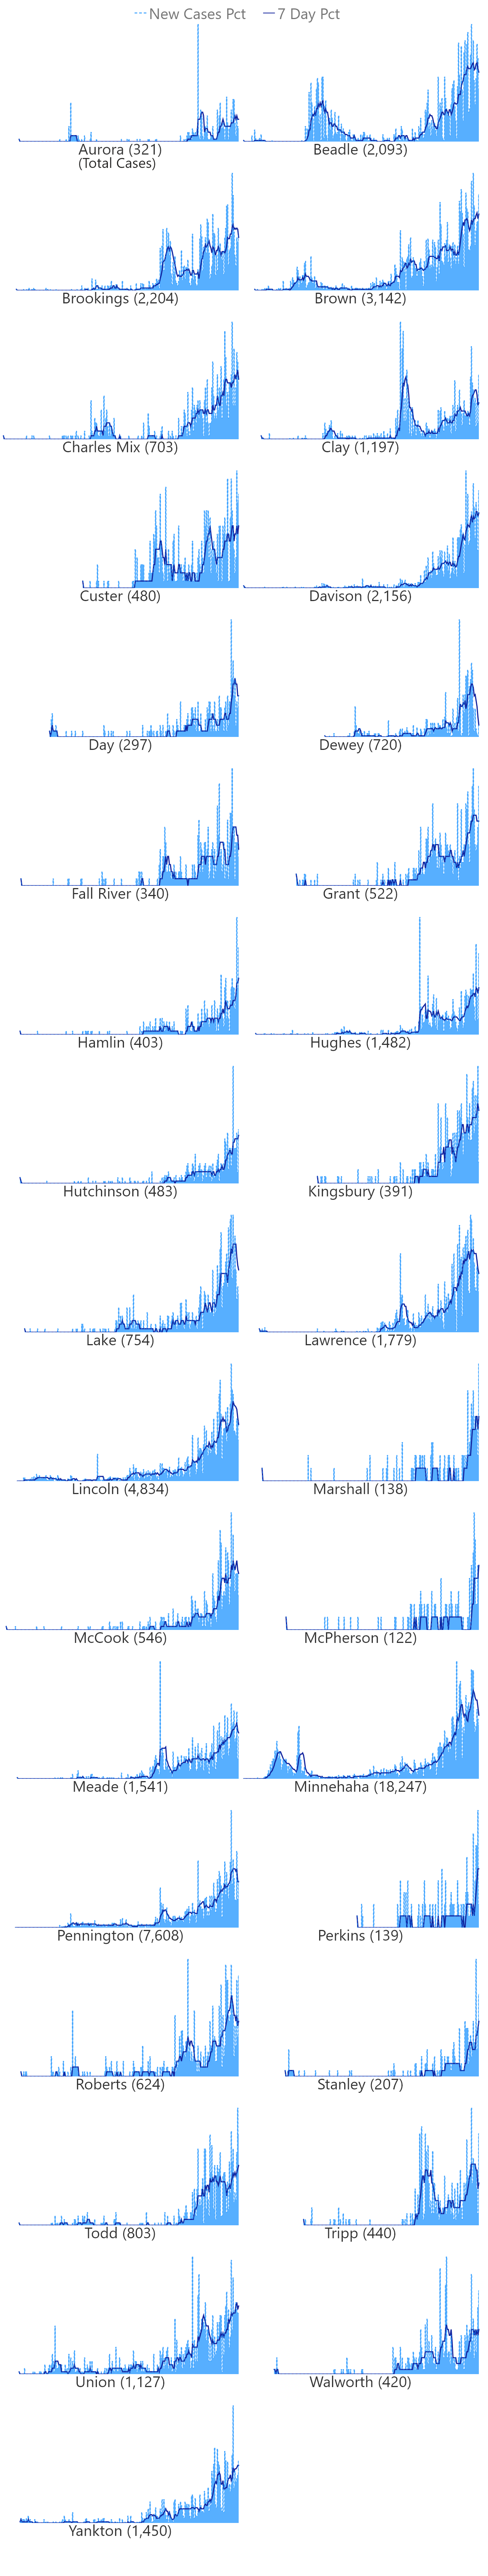 New Cases Pct 7 Day Pct
Aurora (321) Beadle (2,093)
(Total Cases)
Brookings (2,204) Brown (3,142)
Charles Mix (703) Clay (1,197)
Custer (480) Davison (2,156)
Day (297) Dewey (720)
Fall River (340) Grant (522)
Hamlin (403) Hughes (1,482)
Hutchinson (483) Kingsbury (391)
Lake (754) Lawrence (1,779)
Lincoln (4,834) Marshall (138)
McCook (546) McPherson (122)
Meade (1,541) Minnehaha (18,247)
Pennington (7,608) Perkins (139)
Roberts (624) Stanley (207)
Todd (803) Tripp (440)
Union (1,127) Walworth (420)
Yankton (1,450)